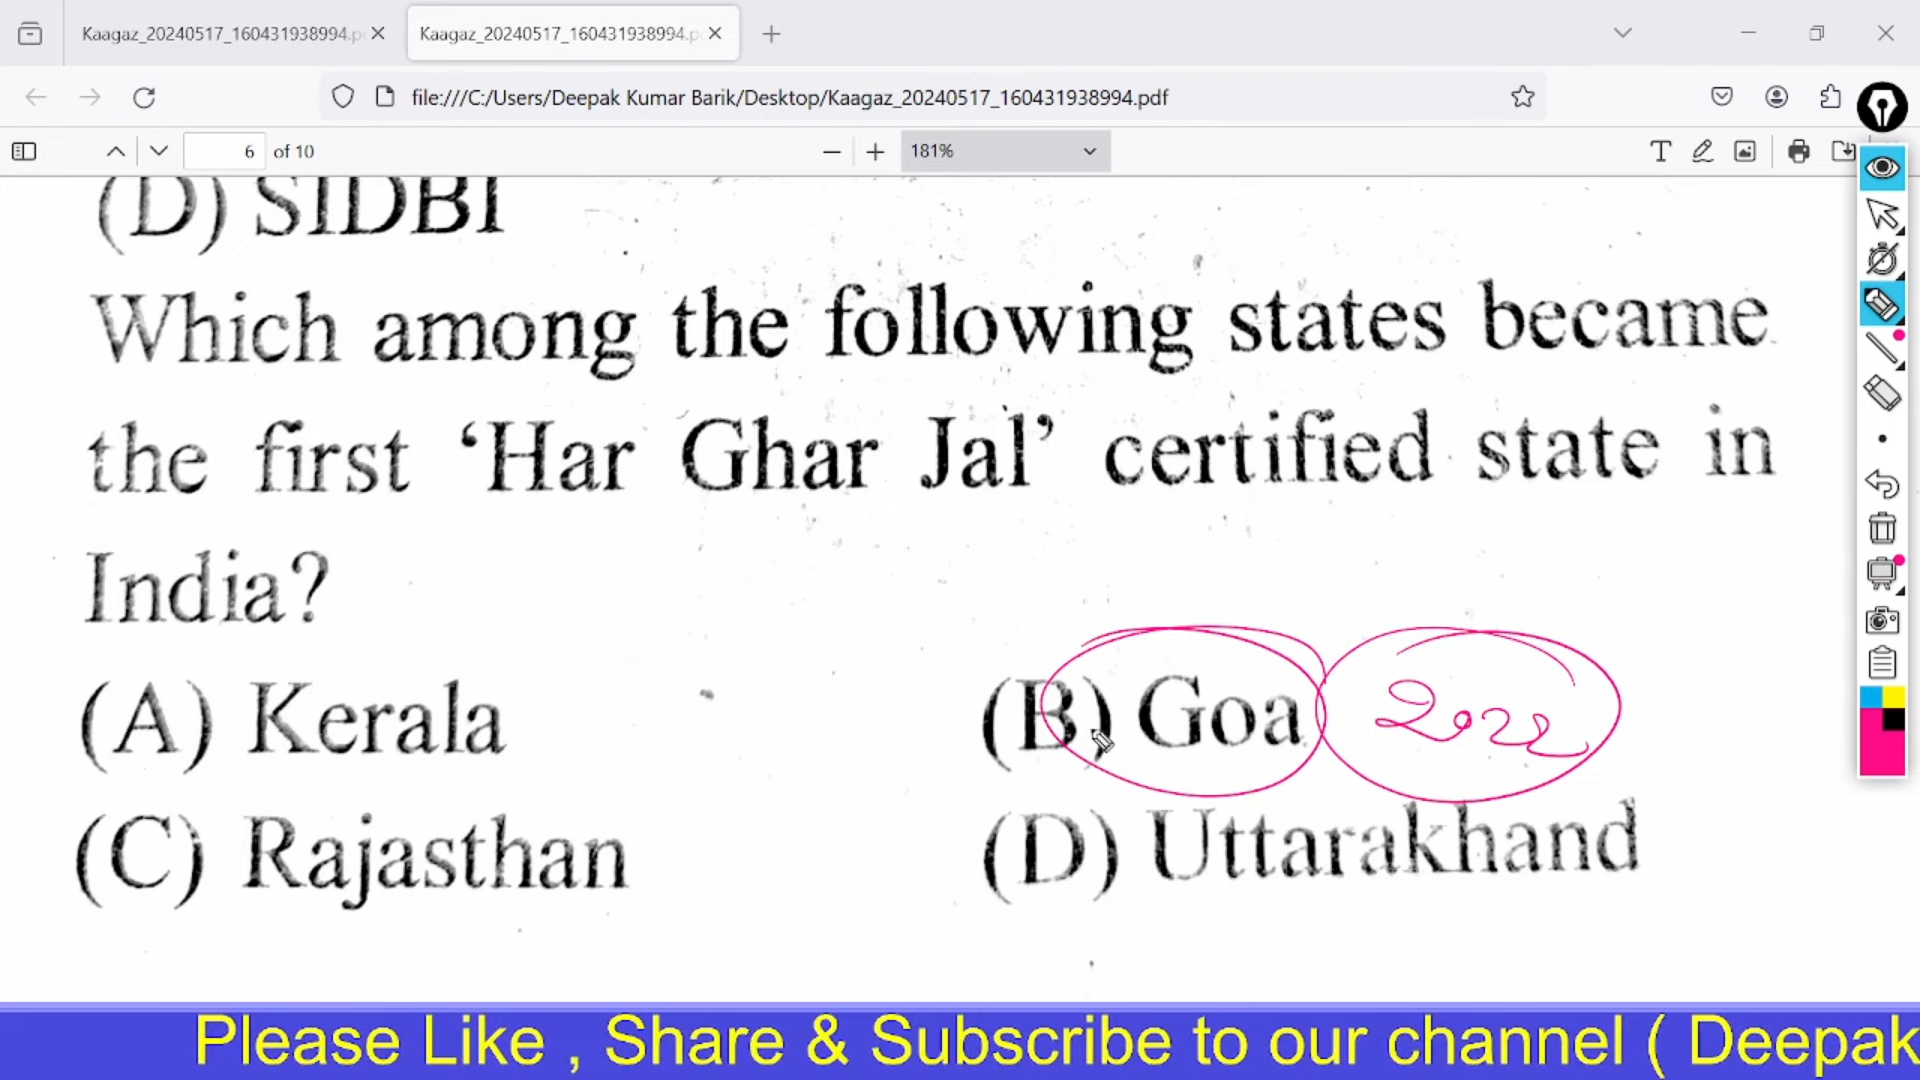 Kaagaz_20240517_160431938994.p
Kaagaz_20240517_160431938994.p
file:///C:/Users/Deepak Kumar Barik/Desktop/Kaagaz_20240517_160431938994.pdf
6 of 10
181%
(D) SIDBI
Which among the following states became
the first ‘Har Ghar Jal’ certified state in
India?
(A) Kerala
(B) Goa 2022
(C) Rajasthan
(D) Uttarakhand
Please Like , Share & Subscribe to our channel ( Deepak